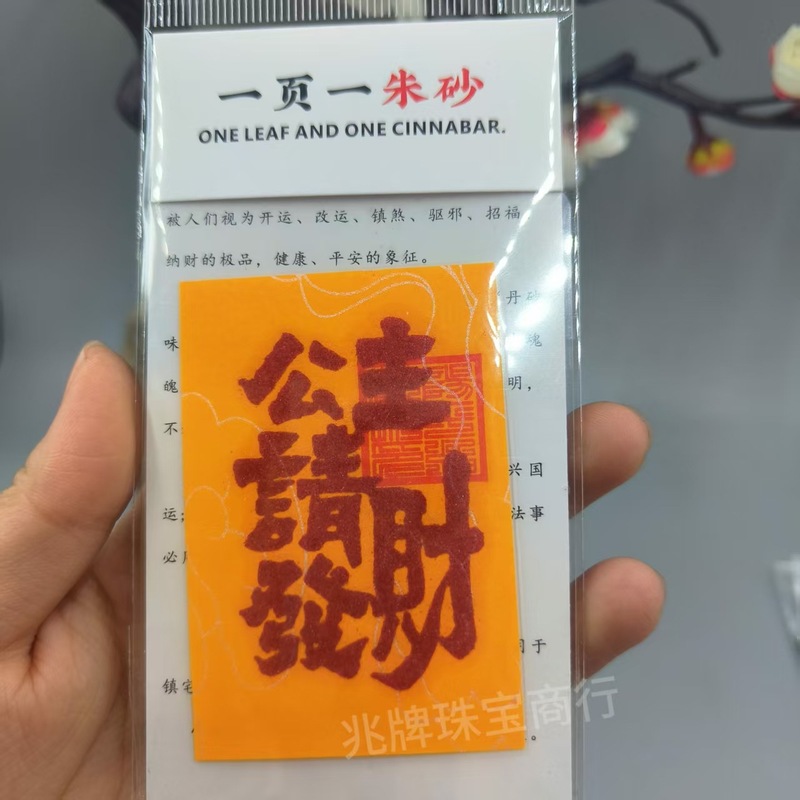 一页一朱砂
ONE LEAF AND ONE CINNABAR.
被人们视为开运、改运、镇煞、驱邪、招福
纳财的极品，健康、平安的象征。
丹砂
味
魂
魄
明，
不
兴国
运；
法事
必
同于
镇宅
主財
公請發
兆牌珠宝商行